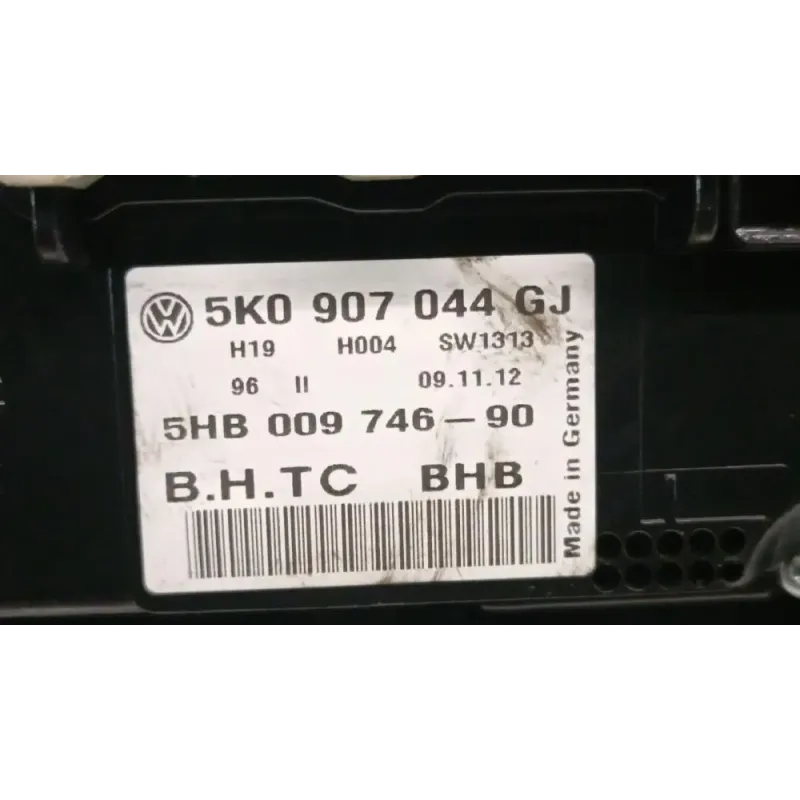 5K0 907 044 GJ
H19 H004 SW1313
96 II 09.11.12
5HB 009 746-90
B.H.TC BHB
Made in Germany